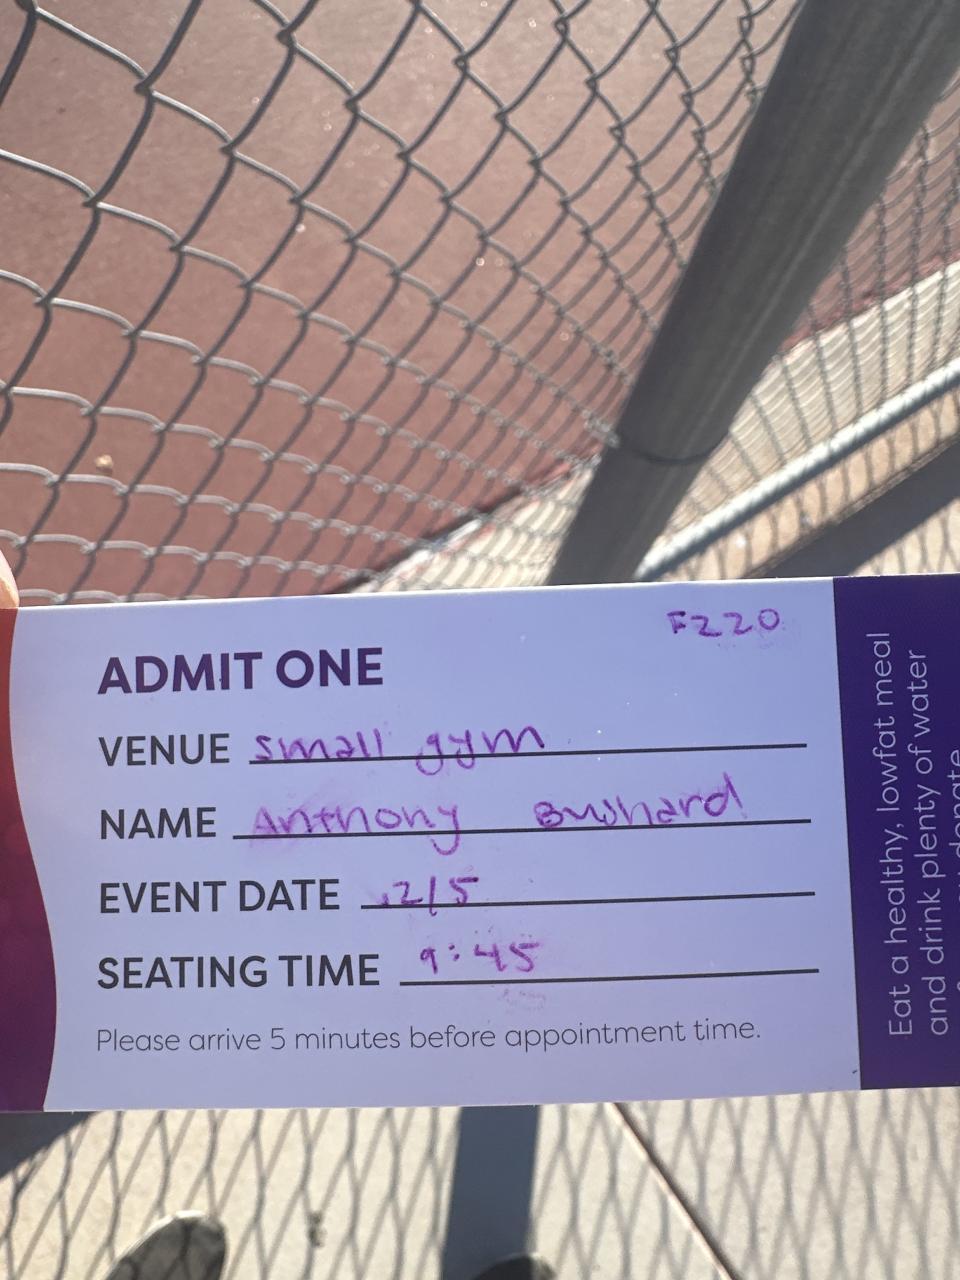 F220
ADMIT ONE
VENUE small gym
NAME Anthony
EVENT DATE 2/5
SEATING TIME 9:45
Please arrive 5 minutes before appointment time.
Eat a healthy, lowfat meal
and drink plenty of water